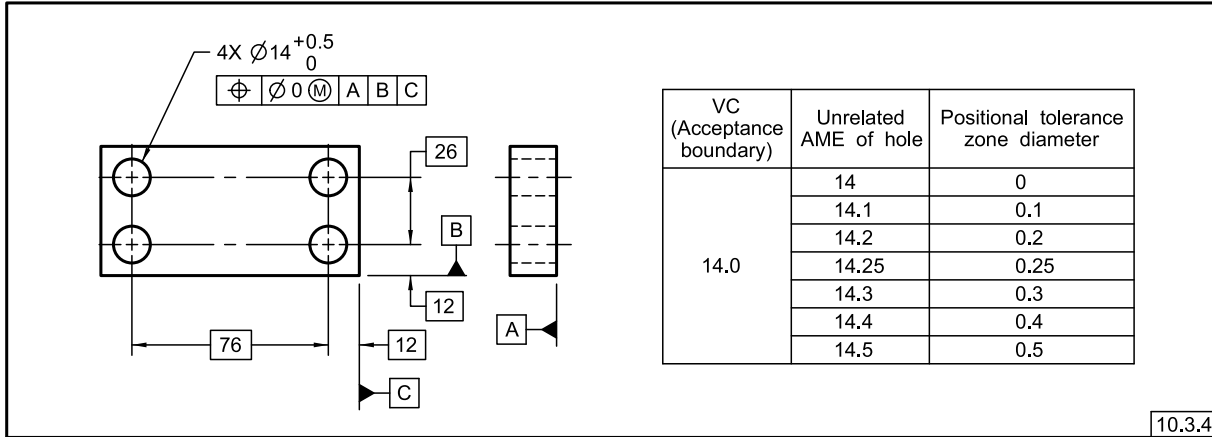 4X ∅14 +0.5
0
⌖ ∅ 0 Ⓜ A B C
26
B
12
76
12
A
C
VC (Acceptance boundary)
Unrelated AME of hole
Positional tolerance zone diameter
14.0
14 0
14.1 0.1
14.2 0.2
14.25 0.25
14.3 0.3
14.4 0.4
14.5 0.5
10.3.4